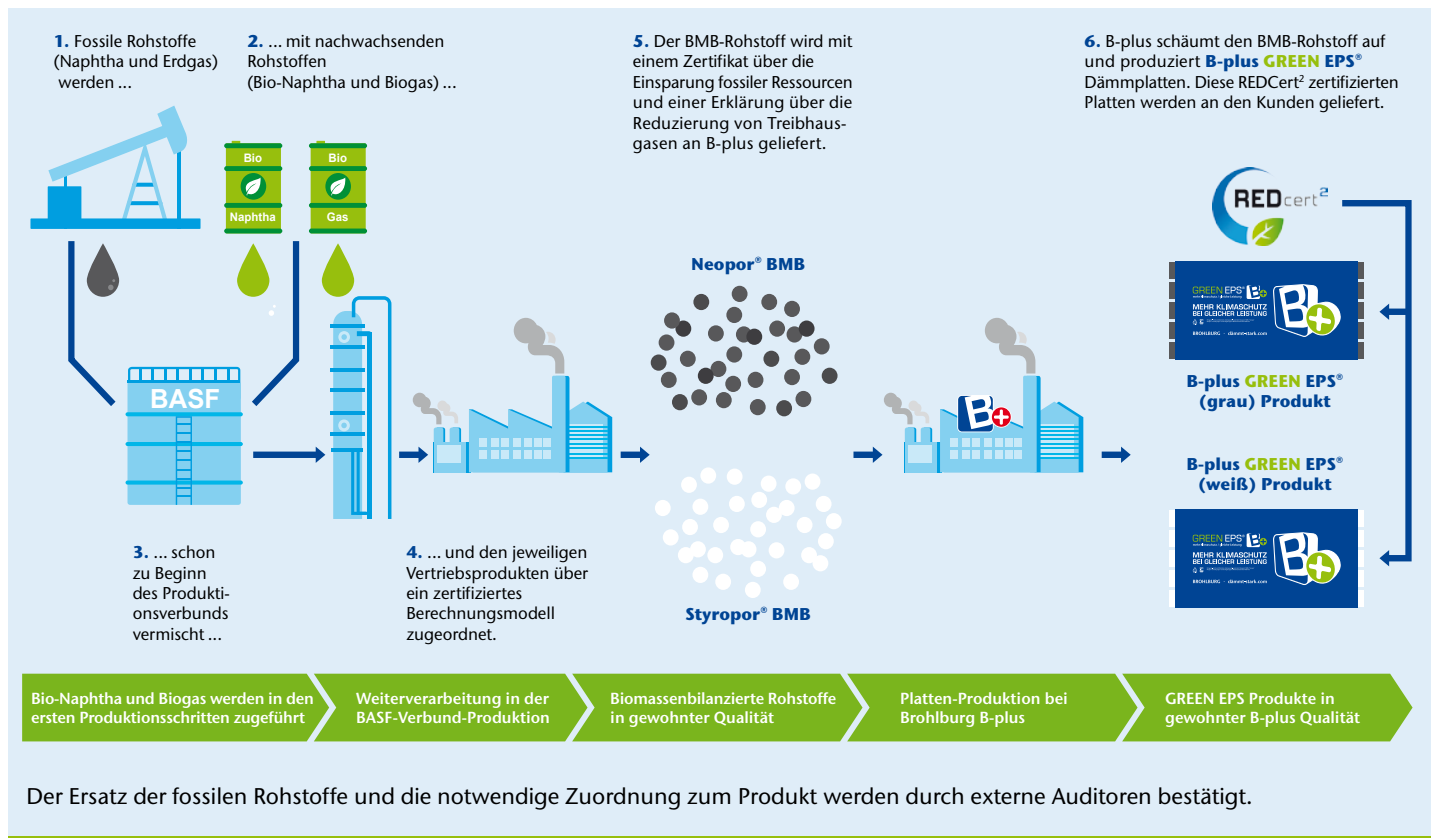 1. Fossile Rohstoffe
(Naphtha und Erdgas)
werden ...
2. ... mit nachwachsenden
Rohstoffen
(Bio-Naphtha und Biogas) ...
5. Der BMB-Rohstoff wird mit
einem Zertifikat über die
Einsparung fossiler Ressourcen
und einer Erklärung über die
Reduzierung von Treibhaus-
gasen an B-plus geliefert.
6. B-plus schäumt den BMB-Rohstoff auf
und produziert B-plus GREEN EPS®
Dämmplatten. Diese REDCert² zertifizierten
Platten werden an den Kunden geliefert.
Bio
Naphtha
Bio
Gas
REDcert²
Neopor® BMB
GREEN EPS® B+
MEHR KLIMASCHUTZ
BEI GLEICHER LEISTUNG
BROHLBURG - dämmt-stark.com
B+
B-plus GREEN EPS®
(grau) Produkt
BASF
B+
B-plus GREEN EPS®
(weiß) Produkt
GREEN EPS® B+
MEHR KLIMASCHUTZ
BEI GLEICHER LEISTUNG
BROHLBURG - dämmt-stark.com
B+
3. ... schon
zu Beginn
des Produkti-
onsverbunds
vermischt ...
4. ... und den jeweiligen
Vertriebsprodukten über
ein zertifiziertes
Berechnungsmodell
zugeordnet.
Styropor® BMB
Bio-Naphtha und Biogas werden in den
ersten Produktionsschritten zugeführt
Weiterverarbeitung in der
BASF-Verbund-Produktion
Biomassenbilanzierte Rohstoffe
in gewohnter Qualität
Platten-Produktion bei
Brohlburg B-plus
GREEN EPS Produkte in
gewohnter B-plus Qualität
Der Ersatz der fossilen Rohstoffe und die notwendige Zuordnung zum Produkt werden durch externe Auditoren bestätigt.